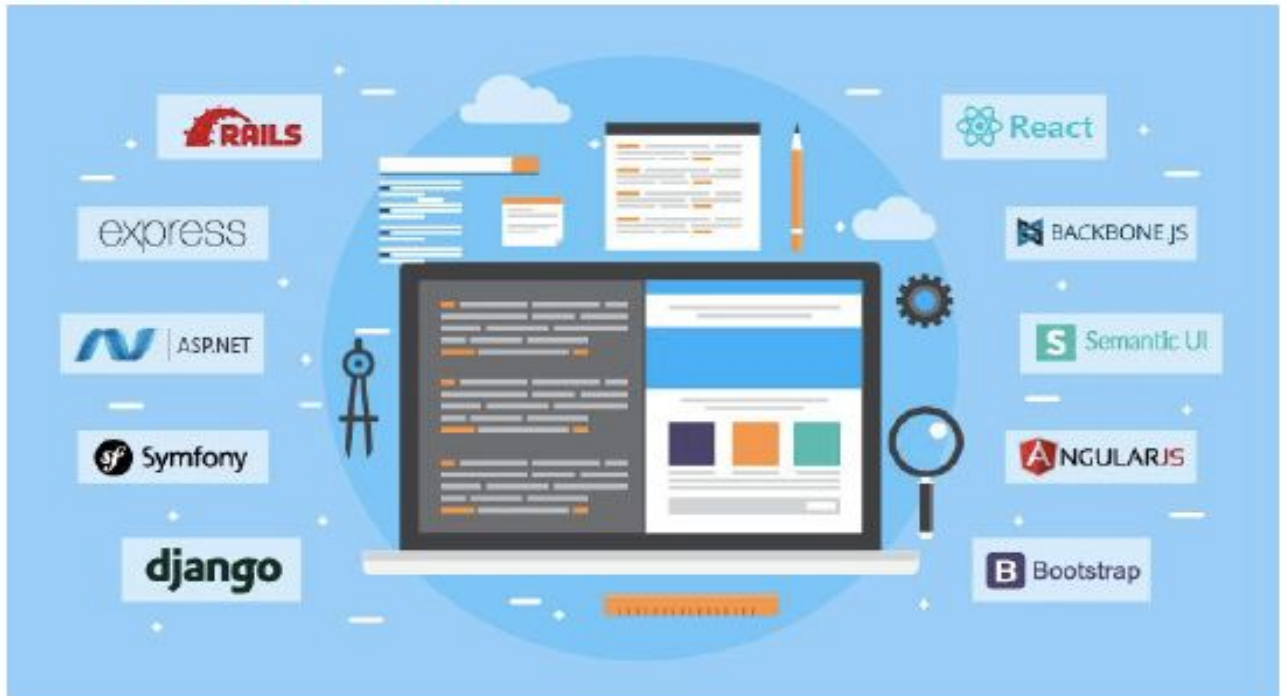 RAILS
express
ASP.NET
Symfony
django
React
BACKBONE.JS
Semantic UI
ANGULARJS
Bootstrap